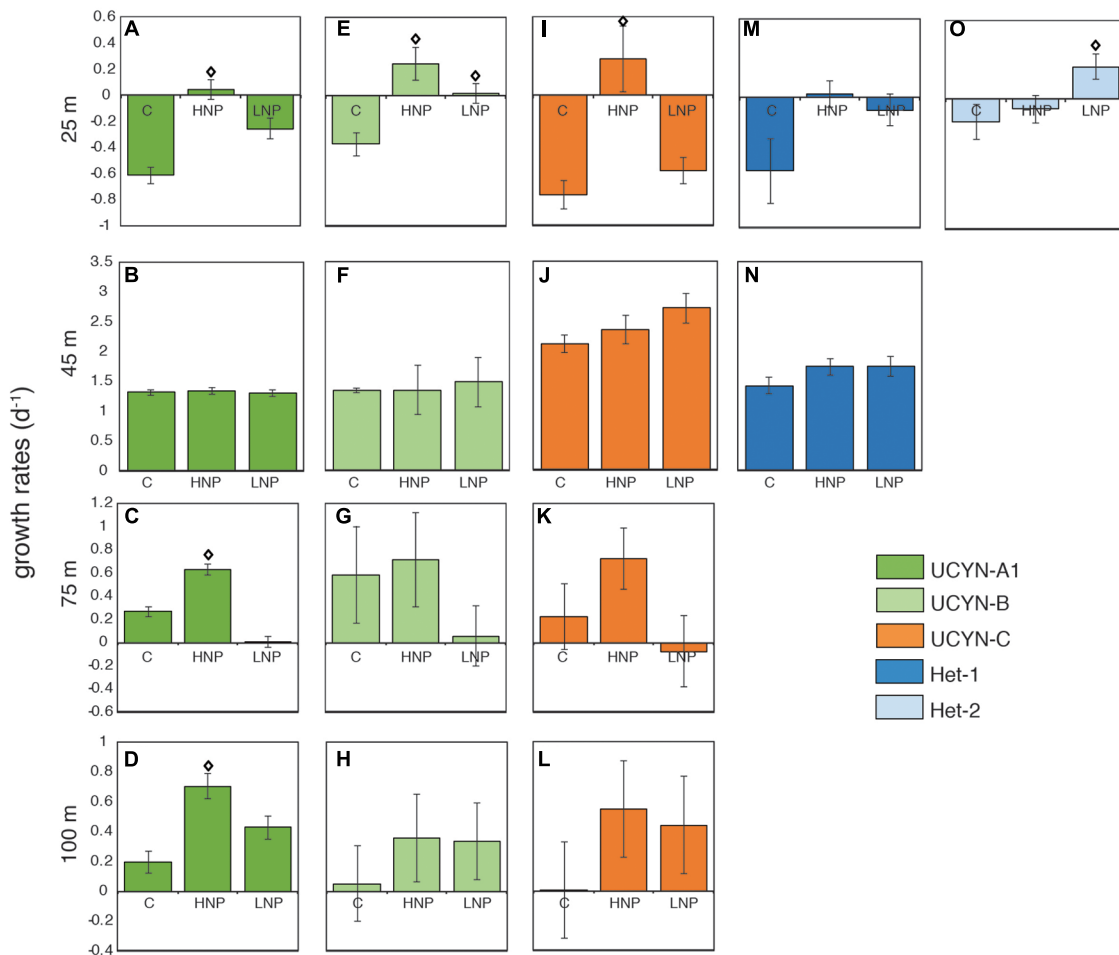 growth rates (d-1)
25 m
A
E
I
M
O
0.6
0.4
0.2
0
-0.2
-0.4
-0.6
-0.8
-1
C HNP LNP
C HNP LNP
C HNP LNP
C HNP LNP
C HNP LNP
45 m
B
F
J
N
3.5
3
2.5
2
1.5
1
0.5
0
C HNP LNP
C HNP LNP
C HNP LNP
C HNP LNP
75 m
C
G
K
1.2
1
0.8
0.6
0.4
0.2
0
-0.2
-0.4
-0.6
C HNP LNP
C HNP LNP
C HNP LNP
100 m
D
H
L
1
0.8
0.6
0.4
0.2
0
-0.2
-0.4
C HNP LNP
C HNP LNP
C HNP LNP
UCYN-A1
UCYN-B
UCYN-C
Het-1
Het-2